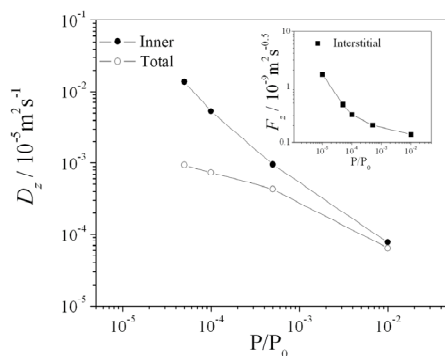 Inner
Total
D_z / 10^-5 m^2 s^-1
10^-1
10^-2
10^-3
10^-4
10^-5
10^-5
10^-4
10^-3
10^-2
P/P_0
Interstitial
F_z / 10^-9 m^2 s^-0.5
10
1
0.1
10^-5
10^-4
10^-3
10^-2
P/P_0